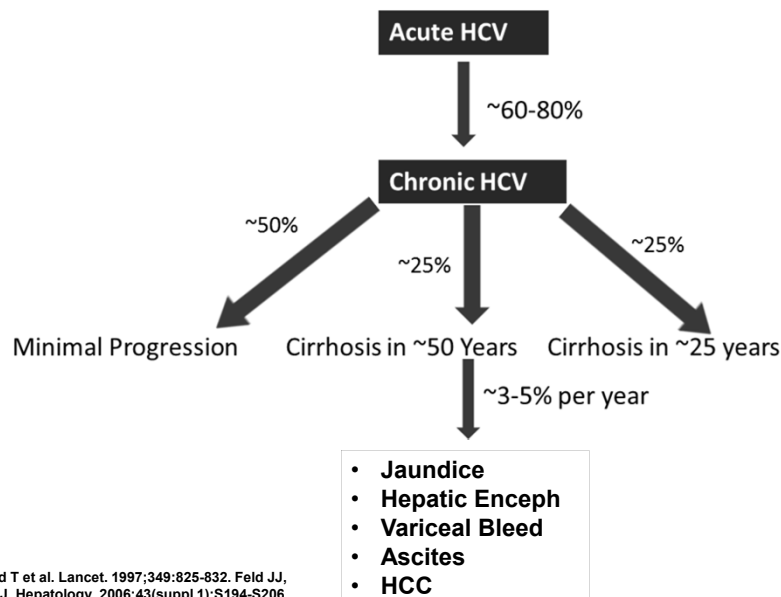 Acute HCV
~60-80%
Chronic HCV
~50%
~25%
~25%
Minimal Progression
Cirrhosis in ~50 Years
Cirrhosis in ~25 years
~3-5% per year
• Jaundice
• Hepatic Enceph
• Variceal Bleed
• Ascites
• HCC
T et al. Lancet. 1997;349:825-832. Feld JJ,
Hepatology. 2006;43(suppl 1):S194-S206